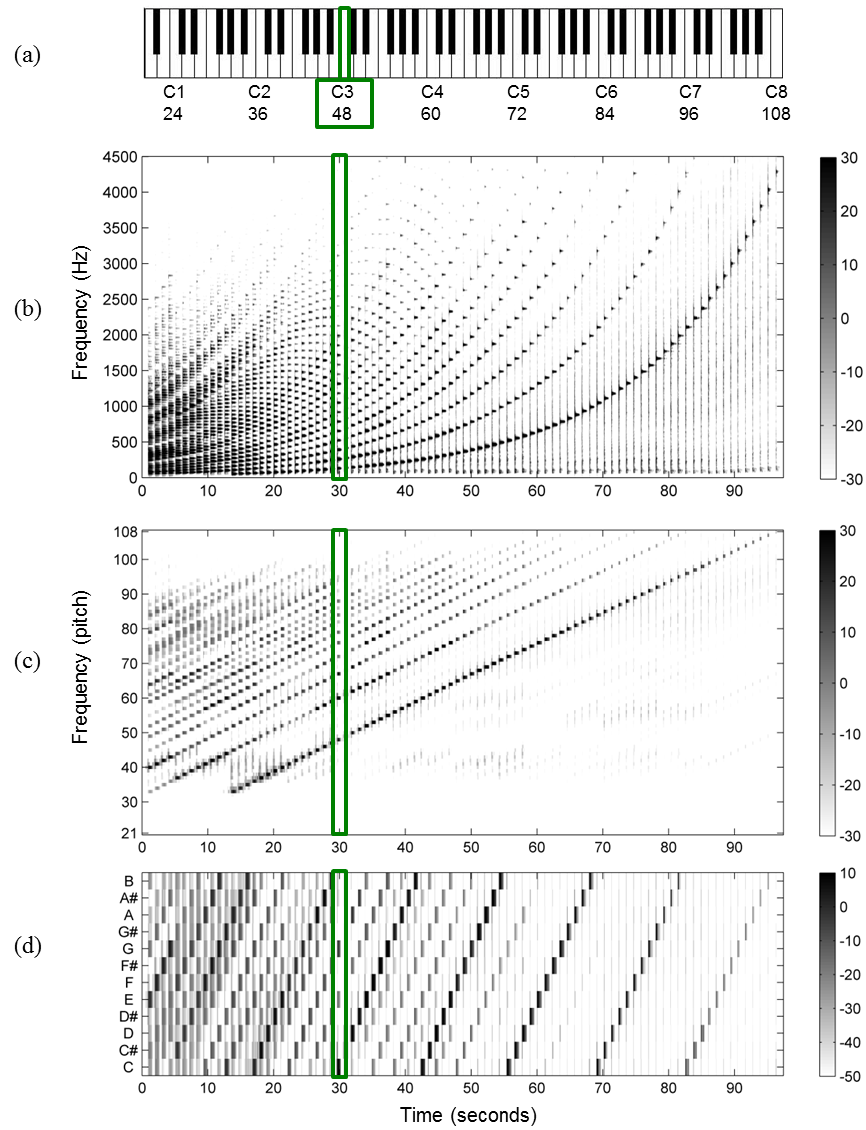 (a)
C1 C2 C3 C4 C5 C6 C7 C8
24 36 48 60 72 84 96 108
(b)
Frequency (Hz)
4500
4000
3500
3000
2500
2000
1500
1000
500
0
0 10 20 30 40 50 60 70 80 90
30
20
10
0
-10
-20
-30
(c)
Frequency (pitch)
108
100
90
80
70
60
50
40
30
21
0 10 20 30 40 50 60 70 80 90
30
20
10
0
-10
-20
-30
(d)
B
A#
A
G#
G
F#
F
E
D#
D
C#
C
0 10 20 30 40 50 60 70 80 90
Time (seconds)
10
0
-10
-20
-30
-40
-50